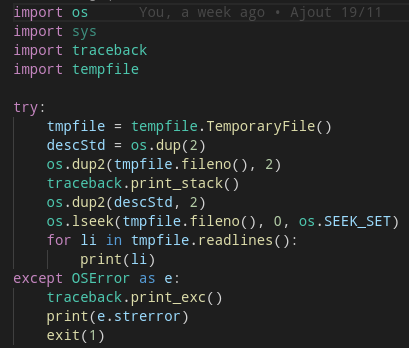 import os You, a week ago • Ajout 19/11
import sys
import traceback
import tempfile
try:
tmpfile = tempfile.TemporaryFile()
descStd = os.dup(2)
os.dup2(tmpfile.fileno(), 2)
traceback.print_stack()
os.dup2(descStd, 2)
os.lseek(tmpfile.fileno(), 0, os.SEEK_SET)
for li in tmpfile.readlines():
print(li)
except OSError as e:
traceback.print_exc()
print(e.strerror)
exit(1)